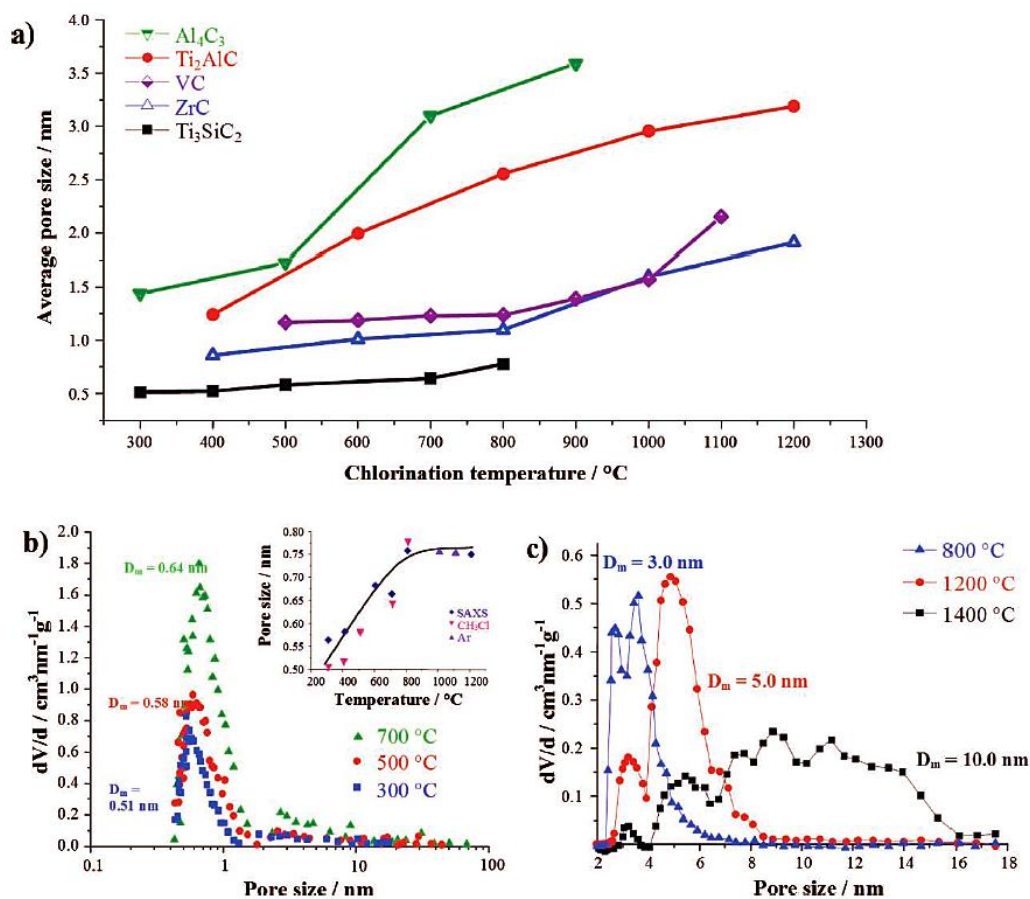 a)
4.0
3.5
3.0
2.5
2.0
1.5
1.0
0.5
Average pore size / nm
Al₄C₃
Ti₂AlC
VC
ZrC
Ti₃SiC₂
300 400 500 600 700 800 900 1000 1100 1200 1300
Chlorination temperature / °C
b)
2.0
1.8
1.6
1.4
1.2
1.0
0.8
0.6
0.4
0.2
0.0
dV/d / cm³nm⁻¹g⁻¹
Dₘ = 0.64 nm
Dₘ = 0.58 nm
Dₘ =
0.51 nm
0.80
0.75
0.70
0.65
0.60
0.55
0.50
Pore size / nm
SAXS
CH₃Cl
Ar
200 400 600 800 1000 1200
Temperature / °C
700 °C
500 °C
300 °C
0.1 1 10 100
Pore size / nm
c)
0.6
0.5
0.4
0.3
0.2
0.1
dV/d / cm³nm⁻¹g⁻¹
Dₘ = 3.0 nm
800 °C
1200 °C
1400 °C
Dₘ = 5.0 nm
Dₘ = 10.0 nm
2 4 6 8 10 12 14 16 18
Pore size / nm